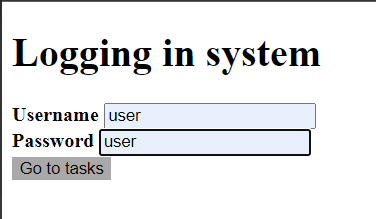 Logging in system
Username user
Password user
Go to tasks